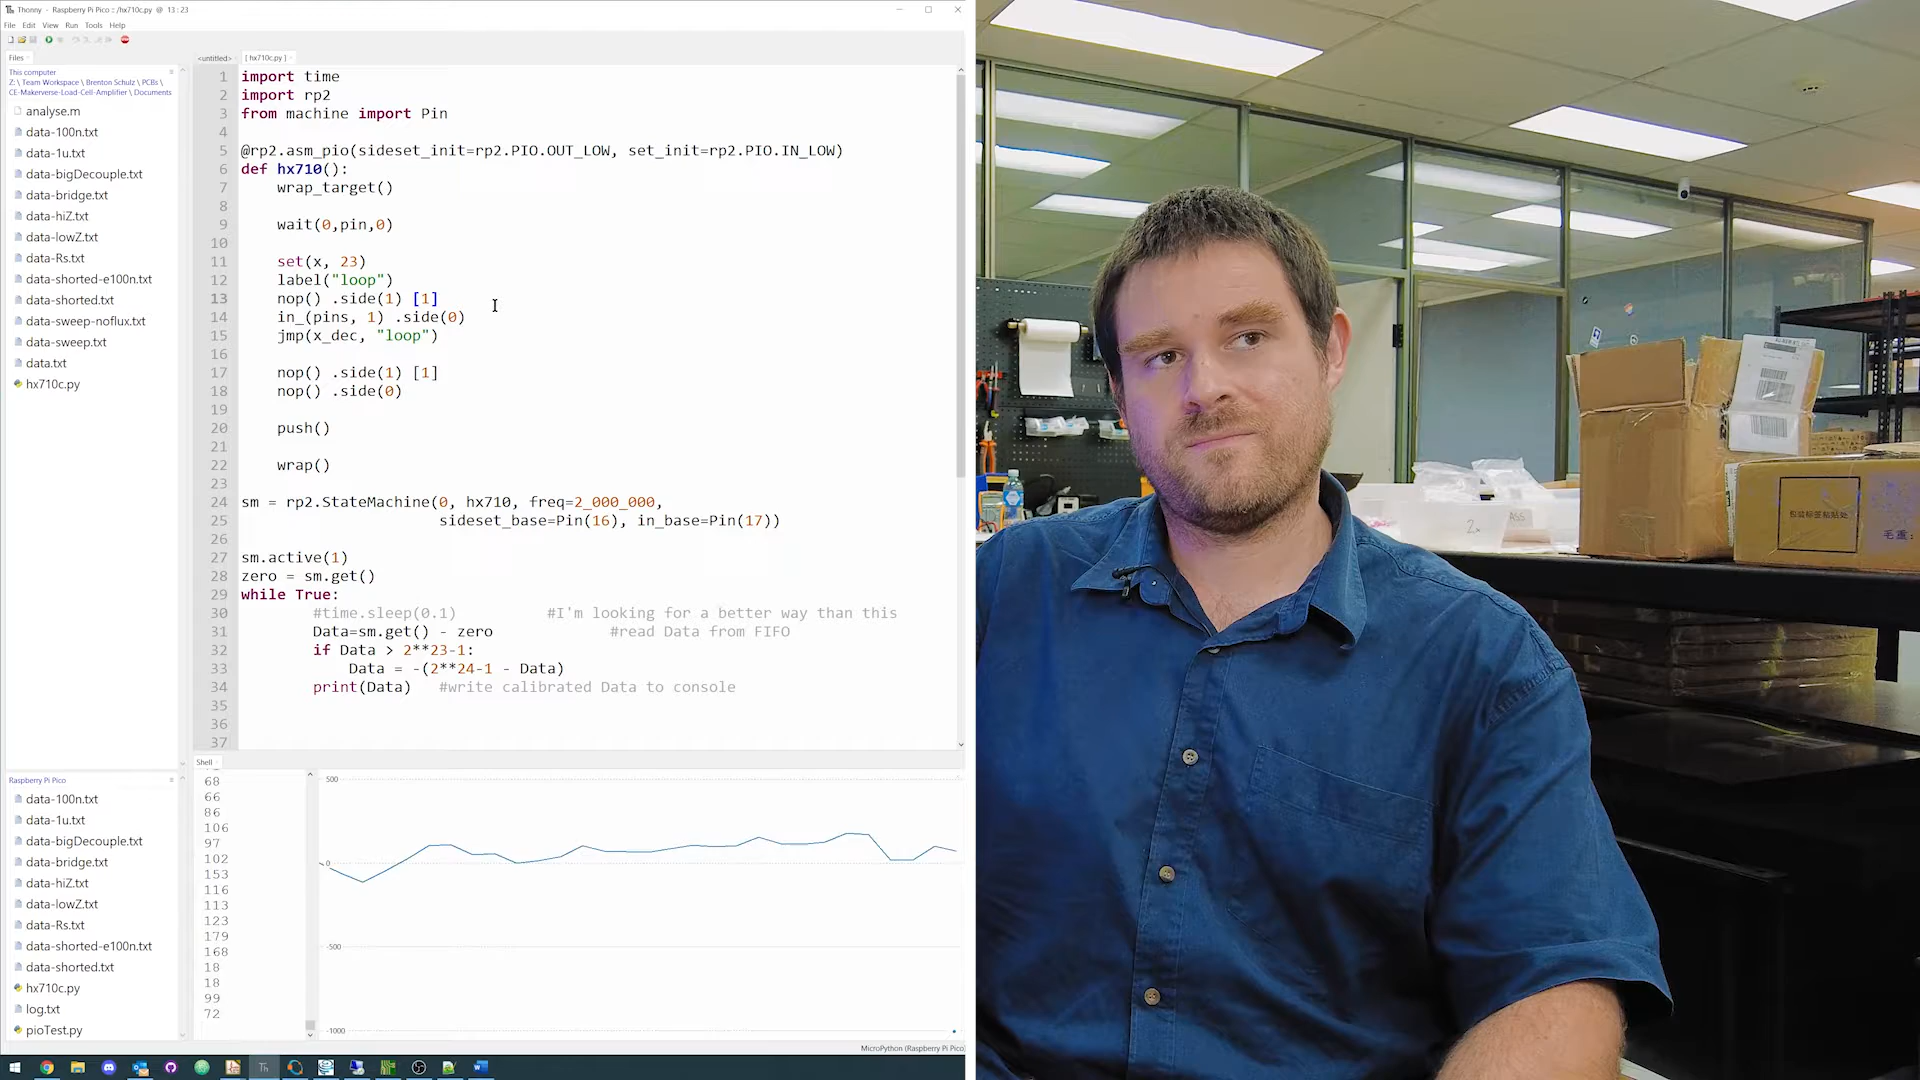 Thonny - Raspberry Pi Pico :: /hx710c.py @ 13 : 23
File Edit View Run Tools Help
Files
This computer
Z: \ Team Workspace \ Brenton Schulz \ PCBs \
CE-Makerverse-Load-Cell-Amplifier \ Documents
analyse.m
data-100n.txt
data-1u.txt
data-bigDecouple.txt
data-bridge.txt
data-hiZ.txt
data-lowZ.txt
data-Rs.txt
data-shorted-e100n.txt
data-shorted.txt
data-sweep-noflux.txt
data-sweep.txt
data.txt
hx710c.py
Raspberry Pi Pico
data-100n.txt
data-1u.txt
data-bigDecouple.txt
data-bridge.txt
data-hiZ.txt
data-lowZ.txt
data-Rs.txt
data-shorted-e100n.txt
data-shorted.txt
hx710c.py
log.txt
pioTest.py
<untitled> [ hx710c.py ]
1 import time
2 import rp2
3 from machine import Pin
4
5 @rp2.asm_pio(sideset_init=rp2.PIO.OUT_LOW, set_init=rp2.PIO.IN_LOW)
6 def hx710():
7 wrap_target()
8
9 wait(0,pin,0)
10
11 set(x, 23)
12 label("loop")
13 nop() .side(1) [1]
14 in_(pins, 1) .side(0)
15 jmp(x_dec, "loop")
16
17 nop() .side(1) [1]
18 nop() .side(0)
19
20 push()
21
22 wrap()
23
24 sm = rp2.StateMachine(0, hx710, freq=2_000_000,
25 sideset_base=Pin(16), in_base=Pin(17))
26
27 sm.active(1)
28 zero = sm.get()
29 while True:
30 #time.sleep(0.1) #I'm looking for a better way than this
31 Data=sm.get() - zero #read Data from FIFO
32 if Data > 2**23-1:
33 Data = -(2**24-1 - Data)
34 print(Data) #write calibrated Data to console
35
36
37
Shell
68
66
86
106
97
102
153
116
113
123
179
168
18
18
99
72
500
0
-500
-1000
MicroPython (Raspberry Pi Pico)
Th
2x
ASS
包装标签粘贴处
毛重: